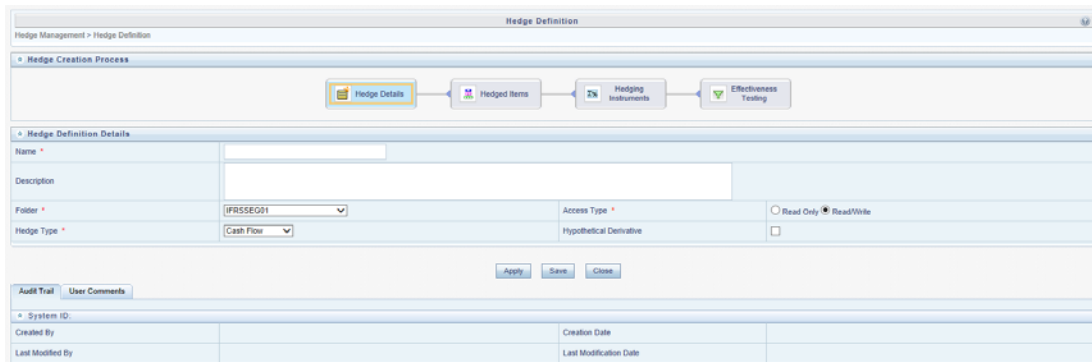 Hedge Definition
Hedge Management > Hedge Definition
Hedge Creation Process
Hedge Details
Hedged Items
Hedging Instruments
Effectiveness Testing
Hedge Definition Details
Name *
Description
Folder * IFRSSEG01 Access Type * Read Only Read/Write
Hedge Type * Cash Flow Hypothetical Derivative
Apply Save Close
Audit Trail User Comments
System ID:
Created By Creation Date
Last Modified By Last Modification Date